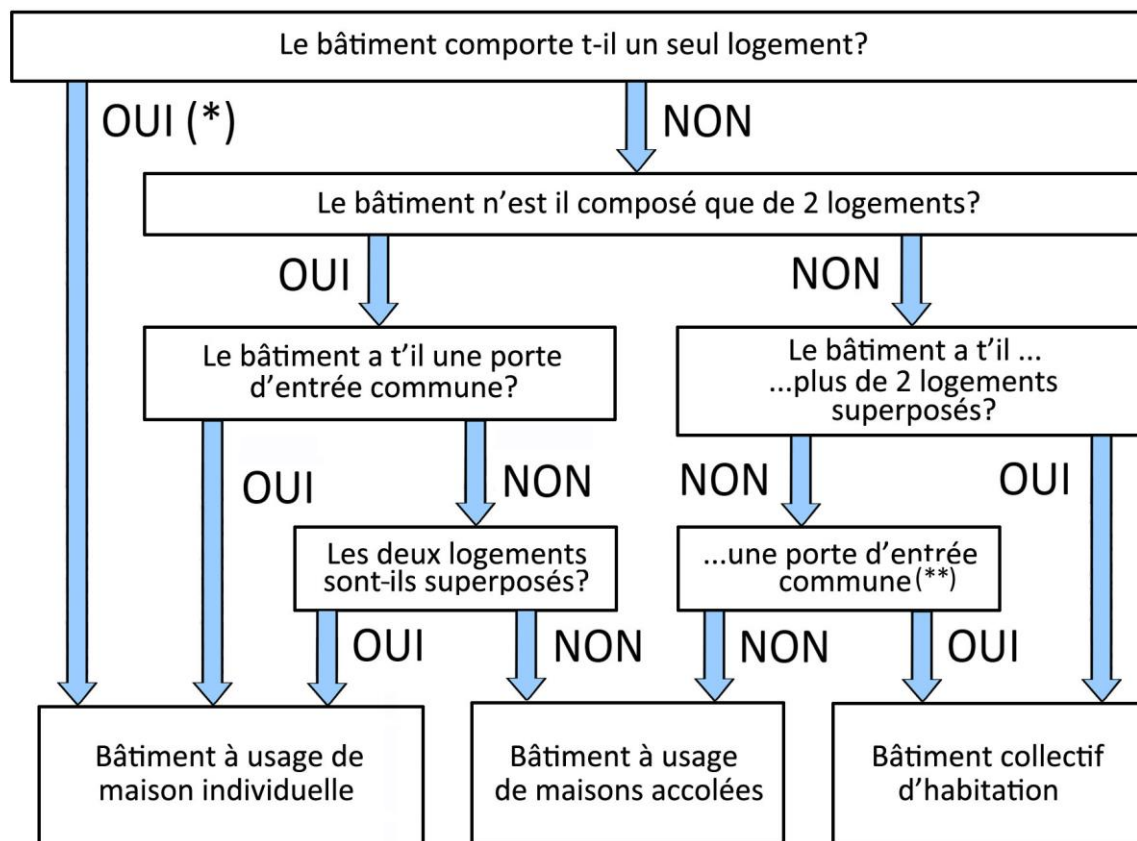 Le bâtiment comporte t-il un seul logement?
OUI (*)
NON
Le bâtiment n’est il composé que de 2 logements?
OUI
NON
Le bâtiment a t’il une porte
d’entrée commune?
Le bâtiment a t’il ...
...plus de 2 logements
superposés?
OUI
NON
NON
OUI
Les deux logements
sont-ils superposés?
...une porte d’entrée
commune(**)
OUI
NON
NON
OUI
Bâtiment à usage de
maison individuelle
Bâtiment à usage
de maisons accolées
Bâtiment collectif
d’habitation